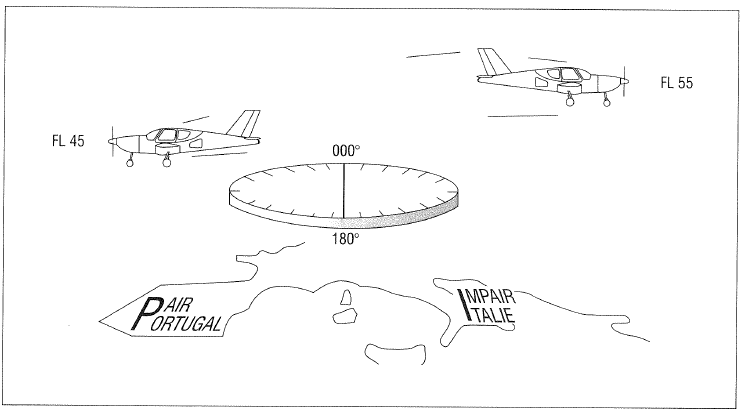 FL 55
FL 45
000°
180°
PAIR
PORTUGAL
IMPAIR
ITALIE